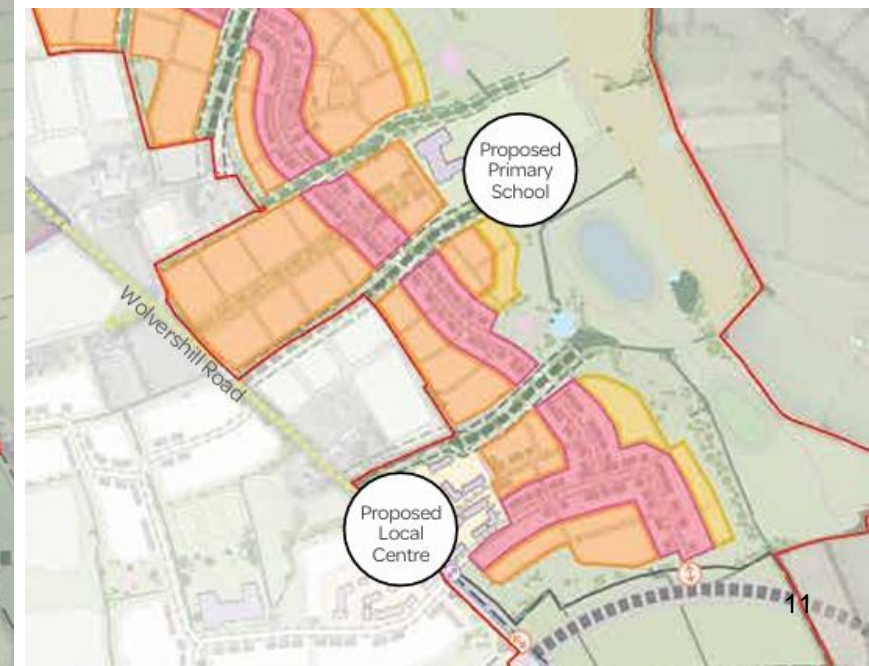 Proposed
Primary
School
Wolvershill Road
Proposed
Local
Centre
11